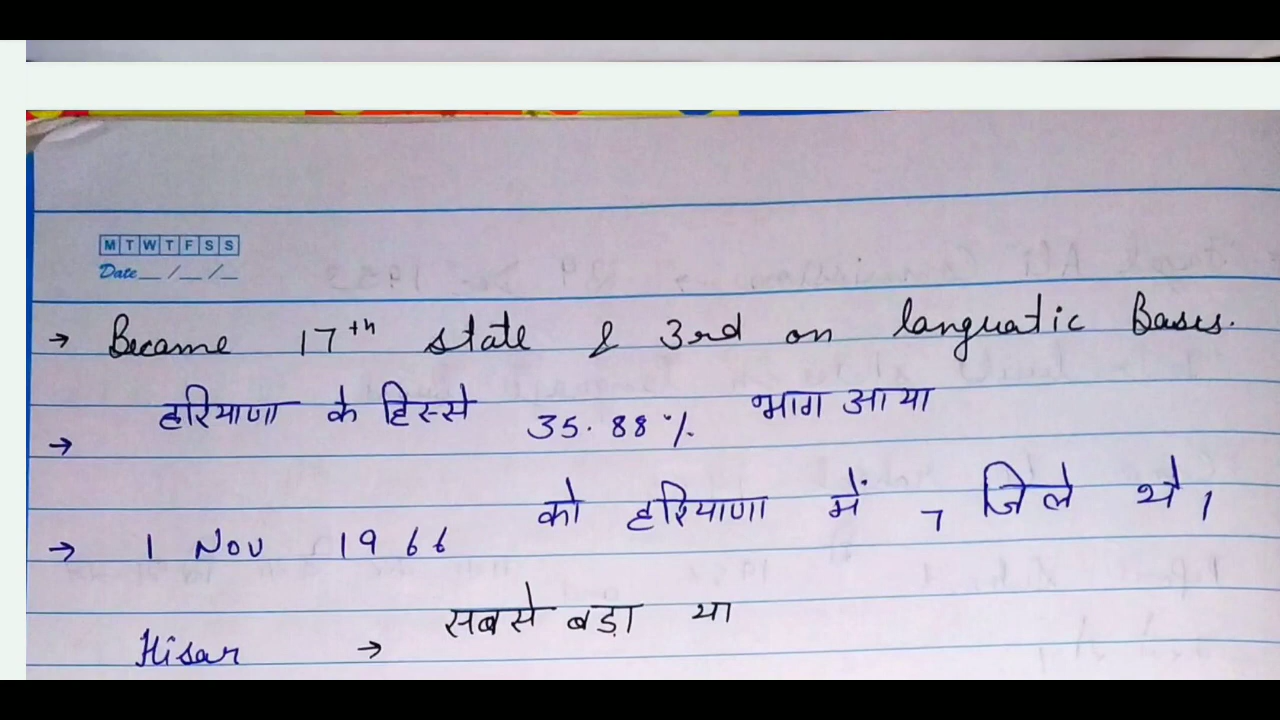 M T W T F S S
Date __/__/__
→ Became 17th state & 3rd on languatic Bases.
→ हरियाणा के हिस्से 35.88% भाग आया
→ 1 Nov 1966 को हरियाणा में 7 जिले थे।
Hisar → सबसे बड़ा था